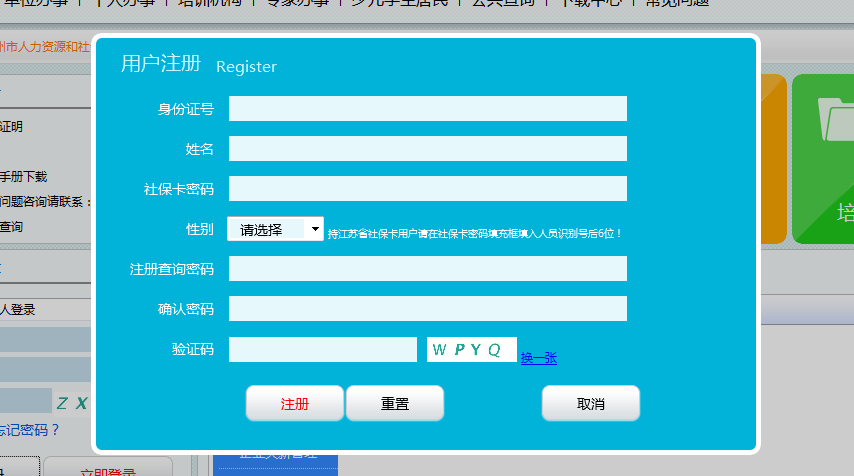 单位办事 | 个人办事 | 培训机构 | 专家办事 | 少儿学生居民 | 公共查询 | 下载中心 | 常见问题
州市人力资源和社
用户注册 Register
身份证号
证明
姓名
手册下载
社保卡密码
问题咨询请联系：
培
查询
性别 请选择 持江苏省社保卡用户请在社保卡密码填充框填入人员识别号后6位！
注册查询密码
人登录
确认密码
验证码 W P Y Q 换一张
Z X
注册 重置 取消
忘记密码？
立即登录